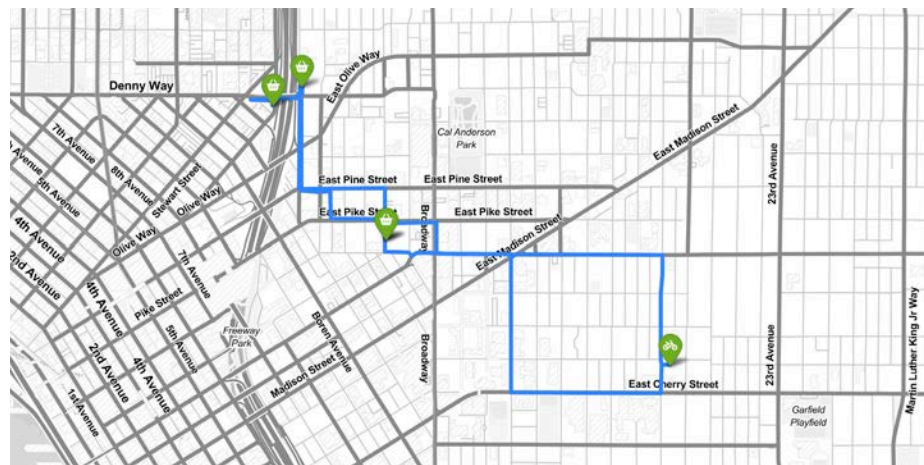 East Olive Way
Denny Way
Cal Anderson
Park
East Madison Street
7th Avenue
8th Avenue
5th Avenue
Stewart Street
Olive Way
23rd Avenue
East Pine Street
East Pine Street
East Pike Street
Broadway
East Pike Street
4th Avenue
2nd Avenue
Olive Way
7th Avenue
East Madison Street
4th Avenue
Pike Street
5th Avenue
Freeway
Park
Boren Avenue
2nd Avenue
4th Avenue
Madison Street
Broadway
23rd Avenue
Martin Luther King Jr Way
1st Avenue
East Cherry Street
Garfield
Playfield